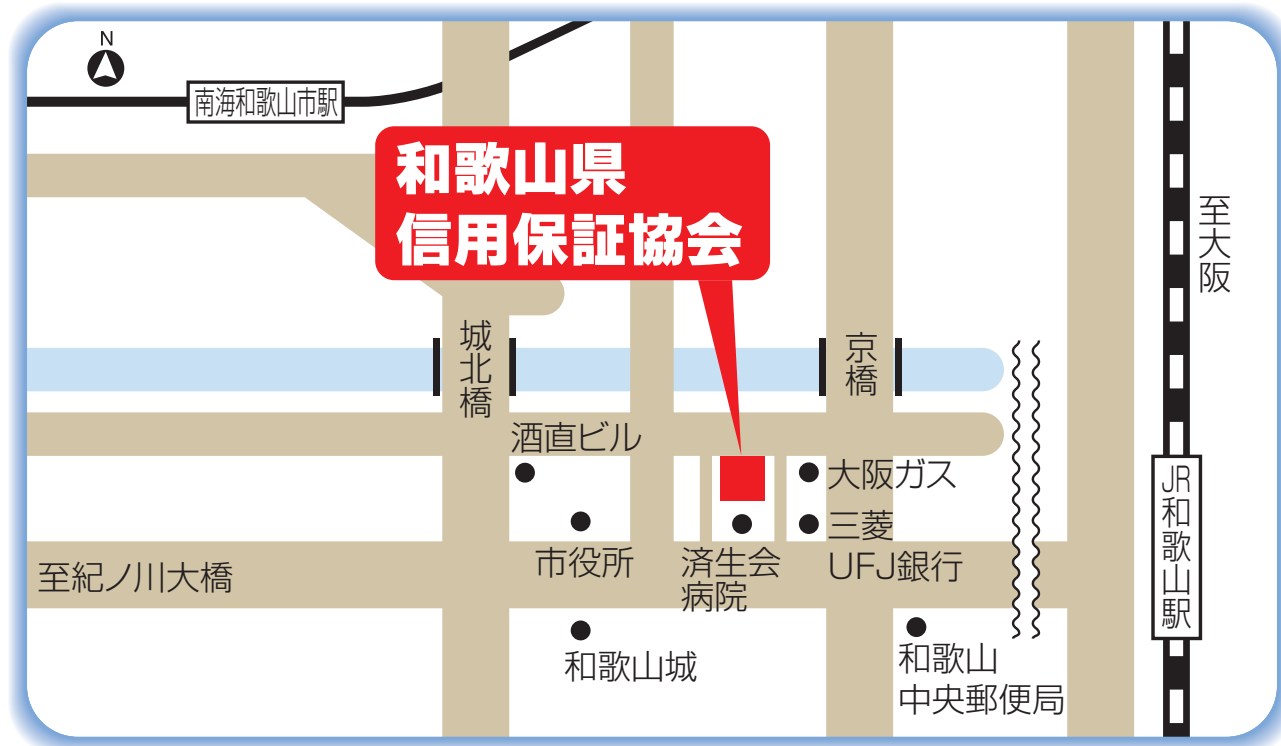 N
南海和歌山市駅
和歌山県
信用保証協会
至大阪
城北橋
京橋
酒直ビル
大阪ガス
三菱
UFJ銀行
JR和歌山駅
市役所
済生会
病院
至紀ノ川大橋
和歌山城
和歌山
中央郵便局